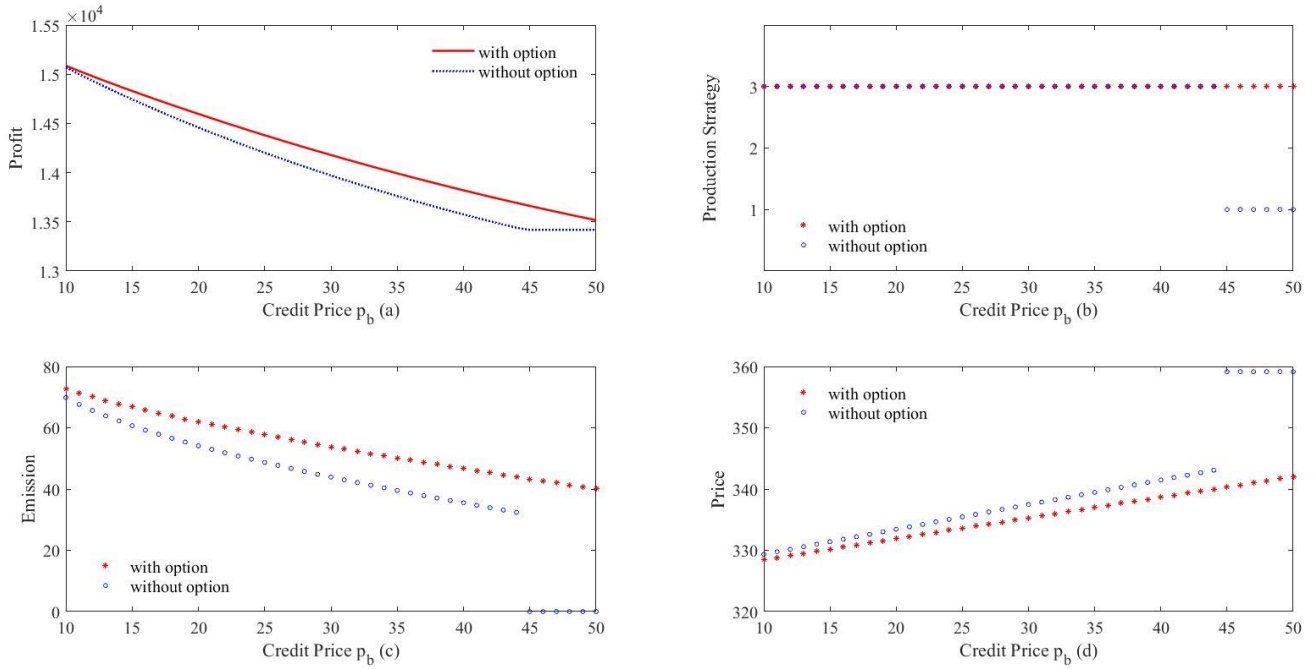 ×10⁴
1.55
1.5
1.45
1.4
1.35
1.3
Profit
with option
without option
10 15 20 25 30 35 40 45 50
Credit Price p_b (a)
3
2
1
Production Strategy
with option
without option
10 15 20 25 30 35 40 45 50
Credit Price p_b (b)
80
60
40
20
0
Emission
with option
without option
10 15 20 25 30 35 40 45 50
Credit Price p_b (c)
360
350
340
330
320
Price
with option
without option
10 15 20 25 30 35 40 45 50
Credit Price p_b (d)